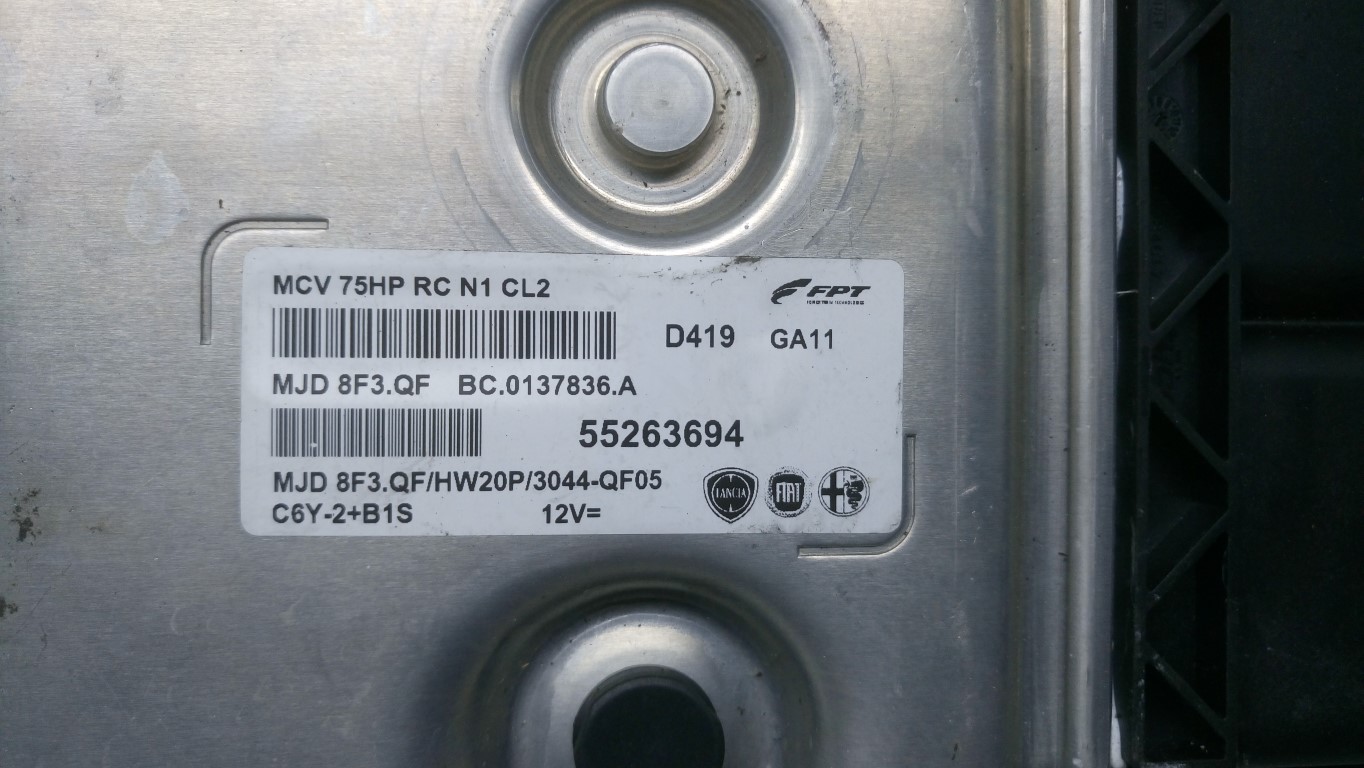 MCV 75HP RC N1 CL2
FPT
D419 GA11
MJD 8F3.QF BC.0137836.A
55263694
MJD 8F3.QF/HW20P/3044-QF05
LANCIA FIAT
C6Y-2+B1S 12V=